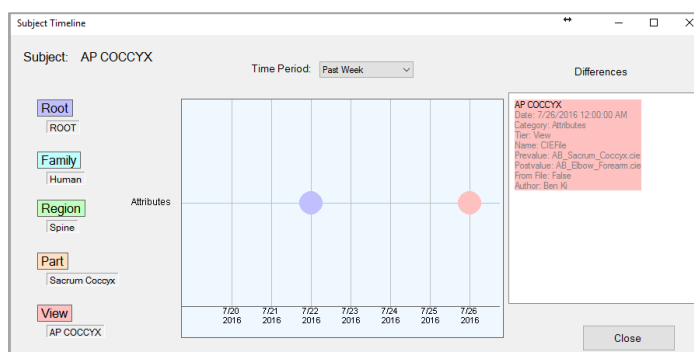 Subject Timeline
Subject: AP COCCYX
Time Period: Past Week
Differences
Root
ROOT
Family
Human
Region
Spine
Part
Sacrum Coccyx
View
AP COCCYX
Attributes
7/20 7/21 7/22 7/23 7/24 7/25 7/26
2016 2016 2016 2016 2016 2016 2016
AP COCCYX
Date: 7/26/2016 12:00:00 AM
Category: Attributes
Tier: View
Name: CIEFile
Prevalue: AB_Sacrum_Coccyx.cie
Postvalue: AB_Elbow_Forearm.cie
From File: False
Author: Ben Ki
Close